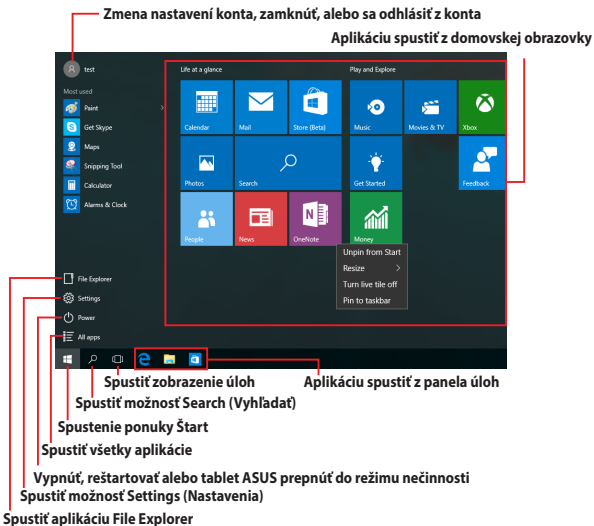 Zmena nastavení konta, zamknúť, alebo sa odhlásiť z konta
Aplikáciu spustiť z domovskej obrazovky
test
Life at a glance
Play and Explore
Most used
Paint
Get Skype
Maps
Snipping Tool
Calculator
Alarms & Clock
Calendar
Mail
Store (Beta)
Music
Movies & TV
Xbox
Photos
Search
Get Started
Feedback
People
News
OneNote
Money
Unpin from Start
Resize
Turn live tile off
Pin to taskbar
File Explorer
Settings
Power
All apps
Spustiť zobrazenie úloh
Aplikáciu spustiť z panela úloh
Spustiť možnosť Search (Vyhľadať)
Spustenie ponuky Štart
Spustiť všetky aplikácie
Vypnúť, reštartovať alebo tablet ASUS prepnúť do režimu nečinnosti
Spustiť možnosť Settings (Nastavenia)
Spustiť aplikáciu File Explorer